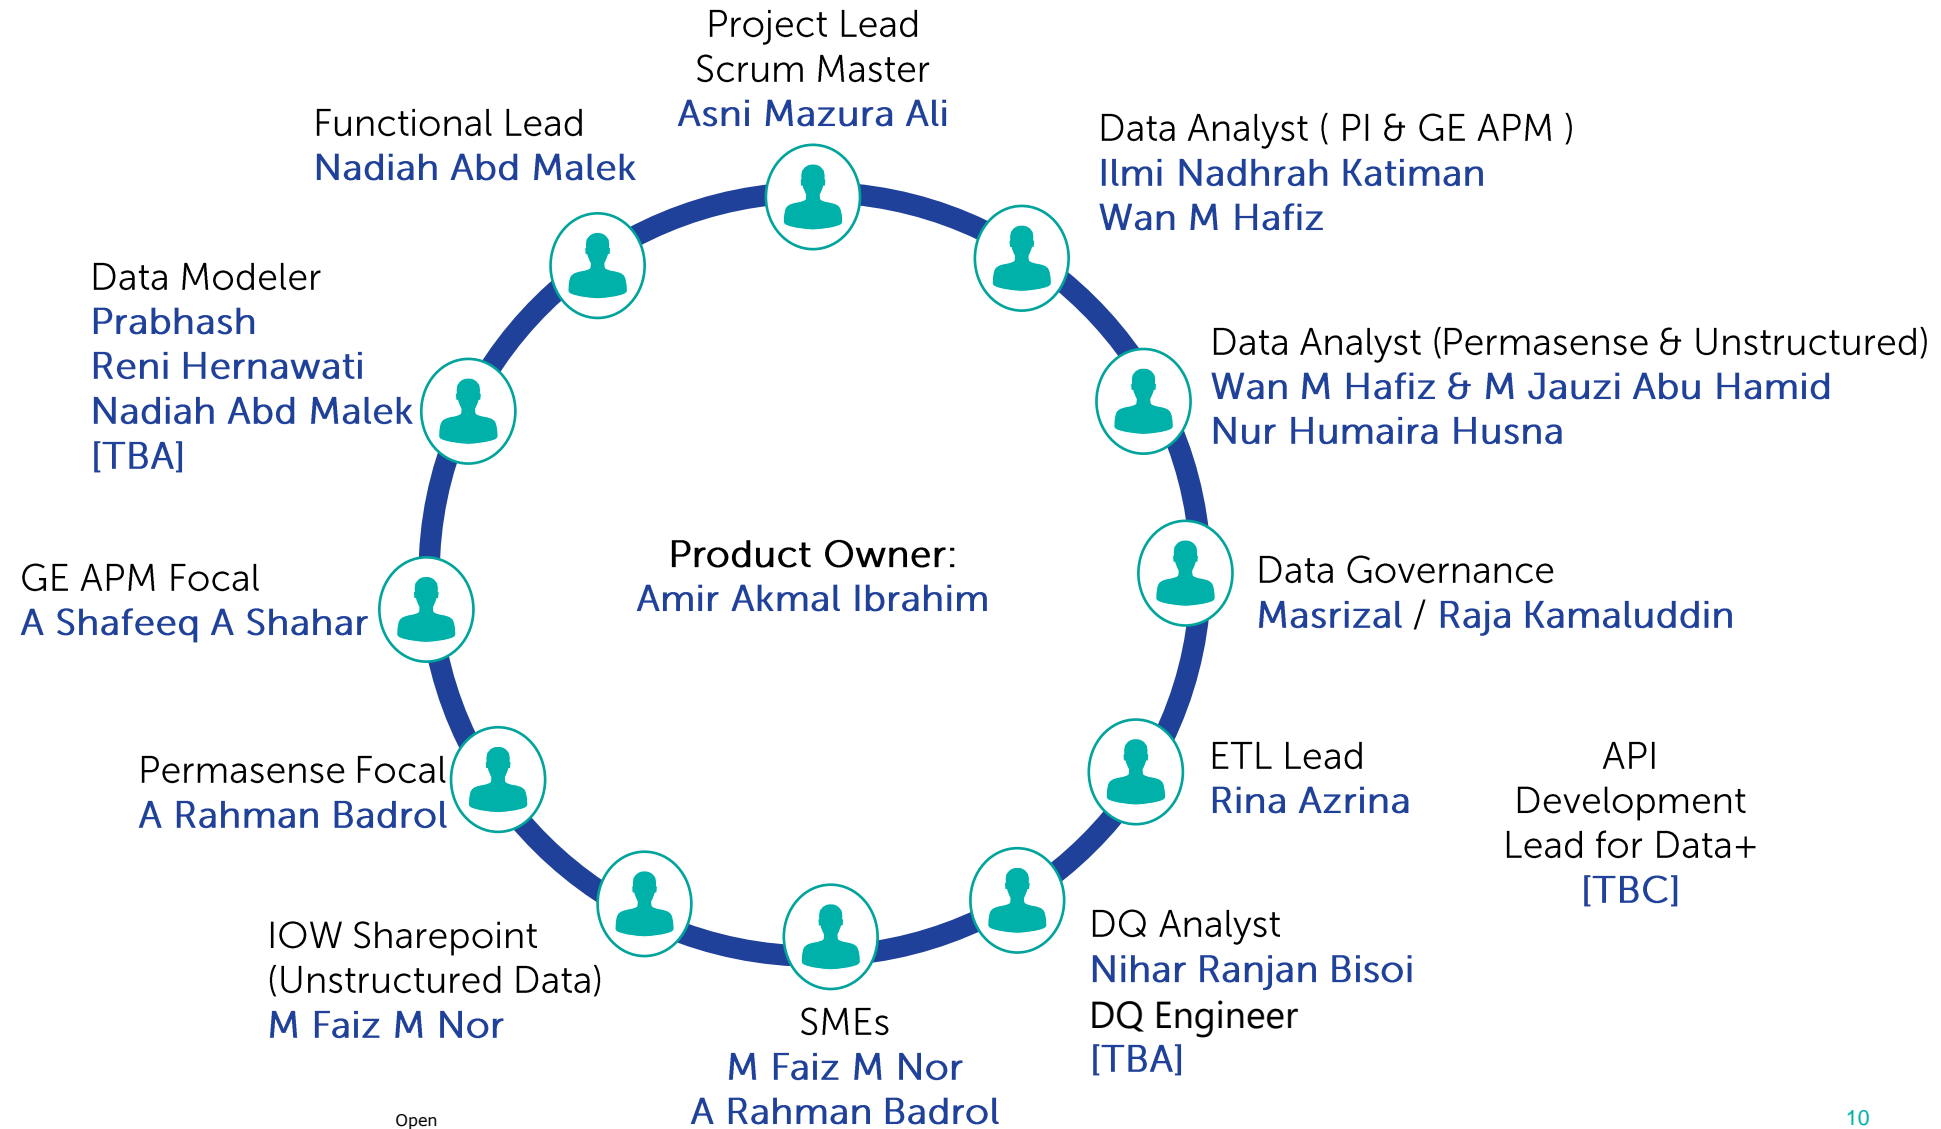 Project Lead
Scrum Master
Asni Mazura Ali
Functional Lead
Nadiah Abd Malek
Data Analyst ( PI & GE APM )
Ilmi Nadhrah Katiman
Wan M Hafiz
Data Modeler
Prabhash
Reni Hernawati
Nadiah Abd Malek
[TBA]
Data Analyst (Permasense & Unstructured)
Wan M Hafiz & M Jauzi Abu Hamid
Nur Humaira Husna
Product Owner:
Amir Akmal Ibrahim
GE APM Focal
A Shafeeq A Shahar
Data Governance
Masrizal / Raja Kamaluddin
Permasense Focal
A Rahman Badrol
ETL Lead
Rina Azrina
API
Development
Lead for Data+
[TBC]
IOW Sharepoint
(Unstructured Data)
M Faiz M Nor
SMEs
M Faiz M Nor
A Rahman Badrol
DQ Analyst
Nihar Ranjan Bisoi
DQ Engineer
[TBA]
Open
10